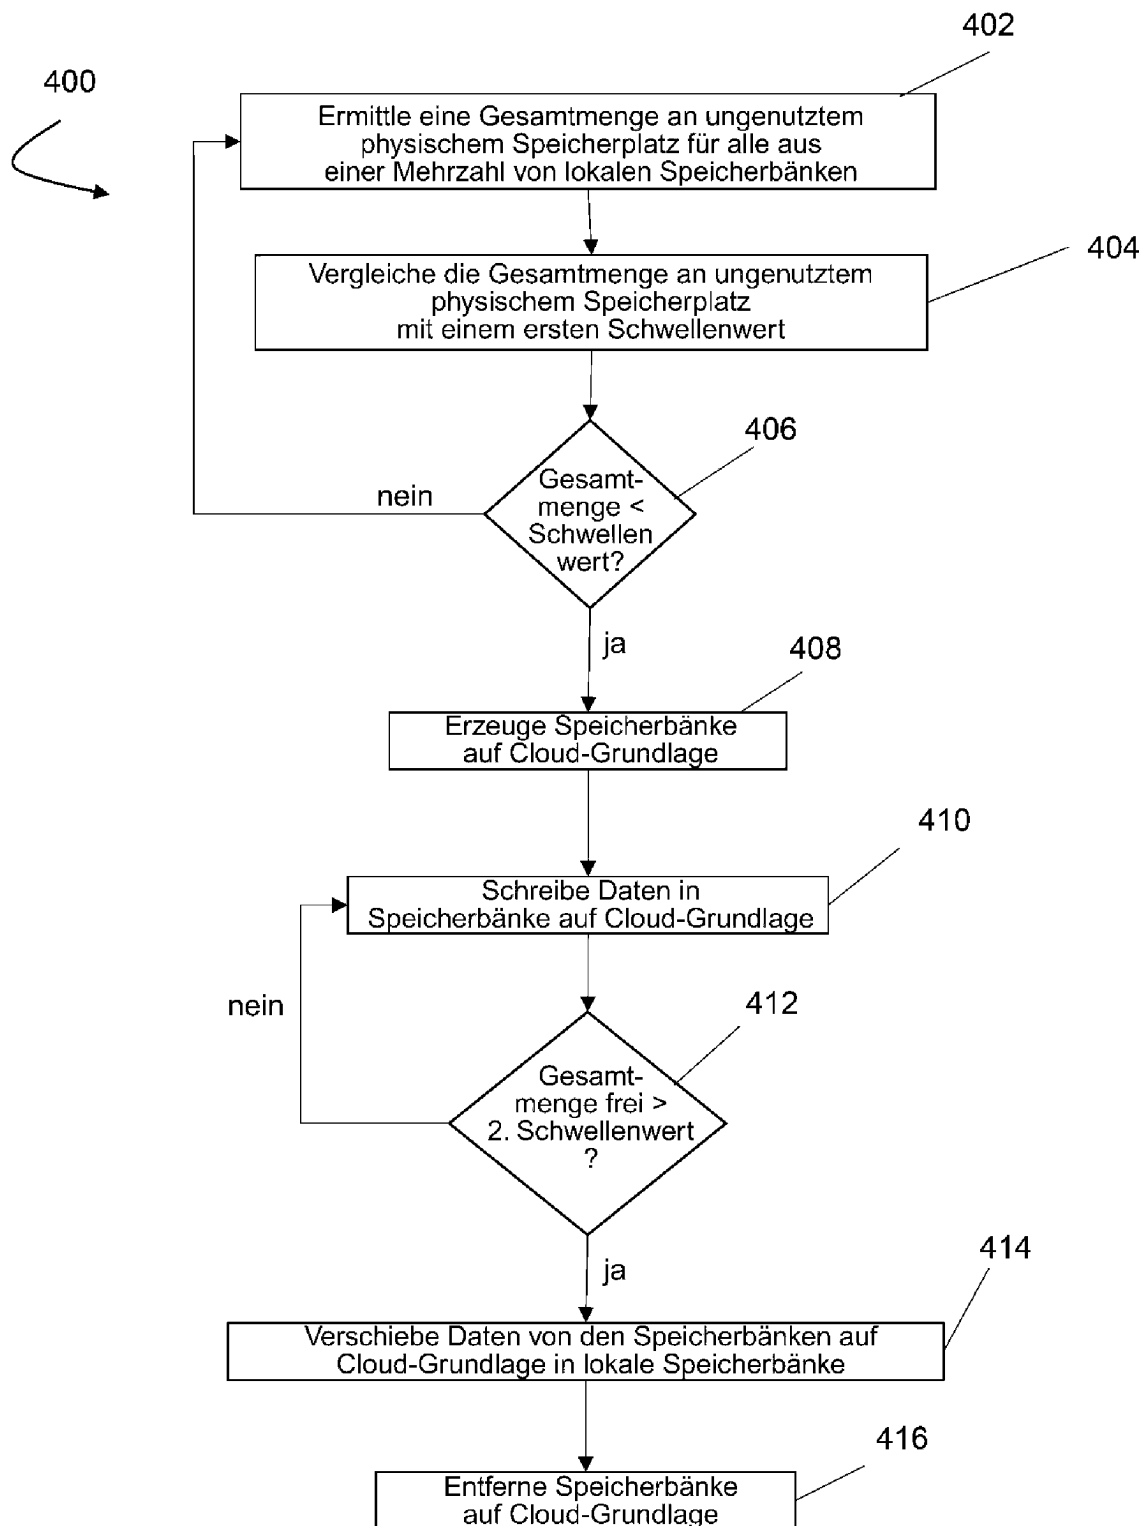 402
400
Ermittle eine Gesamtmenge an ungenutztem
physischem Speicherplatz für alle aus
einer Mehrzahl von lokalen Speicherbänken
404
Vergleiche die Gesamtmenge an ungenutztem
physischem Speicherplatz
mit einem ersten Schwellenwert
406
Gesamt-
menge <
Schwellen
wert?
nein
ja
408
Erzeuge Speicherbänke
auf Cloud-Grundlage
410
Schreibe Daten in
Speicherbänke auf Cloud-Grundlage
nein
412
Gesamt-
menge frei >
2. Schwellenwert
?
ja
414
Verschiebe Daten von den Speicherbänken auf
Cloud-Grundlage in lokale Speicherbänke
416
Entferne Speicherbänke
auf Cloud-Grundlage